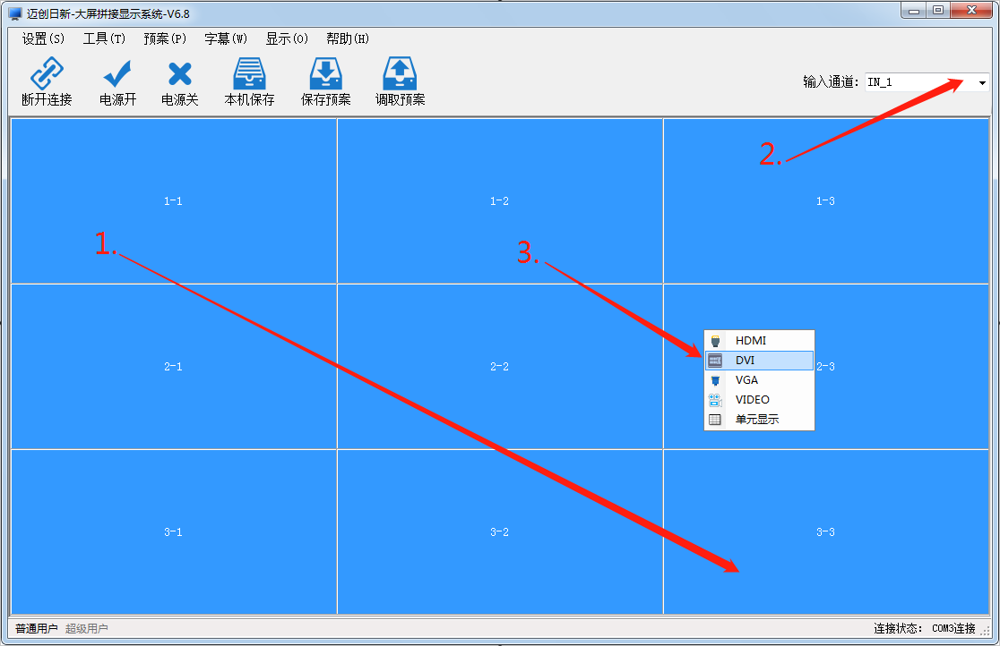 迈创日新-大屏拼接显示系统-V6.8
设置(S) 工具(T) 预案(P) 字幕(W) 显示(O) 帮助(H)
断开连接 电源开 电源关 本机保存 保存预案 调取预案 输入通道: IN_1
2.
1-1 1-2 1-3
1. 3.
HDMI
DVI
VGA
VIDEO
单元显示
2-1 2-2 2-3
3-1 3-2 3-3
普通用户 超级用户 连接状态: COM3连接